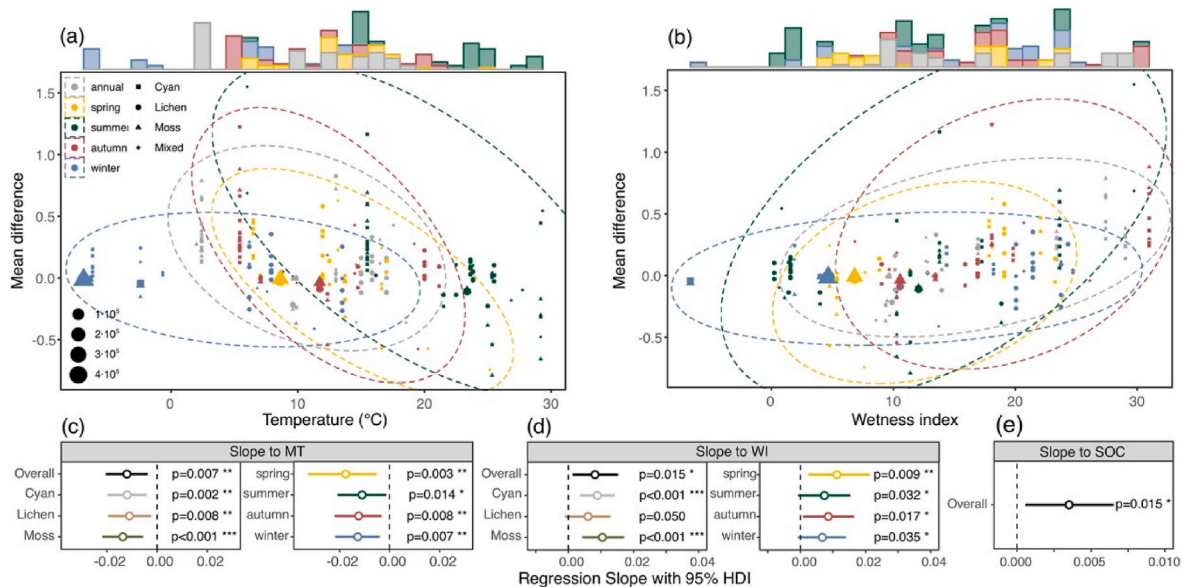 (a)
(b)
annual Cyan
spring Lichen
summer Moss
autumn Mixed
winter
Mean difference
1.5
1.0
0.5
0.0
-0.5
1·10⁵
2·10⁵
3·10⁵
4·10⁵
0 10 20 30
Temperature (°C)
Mean difference
1.5
1.0
0.5
0.0
-0.5
0 10 20 30
Wetness index
(c)
Slope to MT
Overall p=0.007 **
Cyan p=0.002 **
Lichen p=0.008 **
Moss p<0.001 ***
-0.02 0.00 0.02
spring p=0.003 **
summer p=0.014 *
autumn p=0.008 **
winter p=0.007 **
-0.02 0.00 0.02
(d)
Slope to WI
Overall p=0.015 *
Cyan p<0.001 ***
Lichen p=0.050
Moss p<0.001 ***
0.00 0.02 0.04
spring p=0.009 **
summer p=0.032 *
autumn p=0.017 *
winter p=0.035 *
0.00 0.02 0.04
(e)
Slope to SOC
Overall p=0.015 *
0.000 0.005 0.010
Regression Slope with 95% HDI